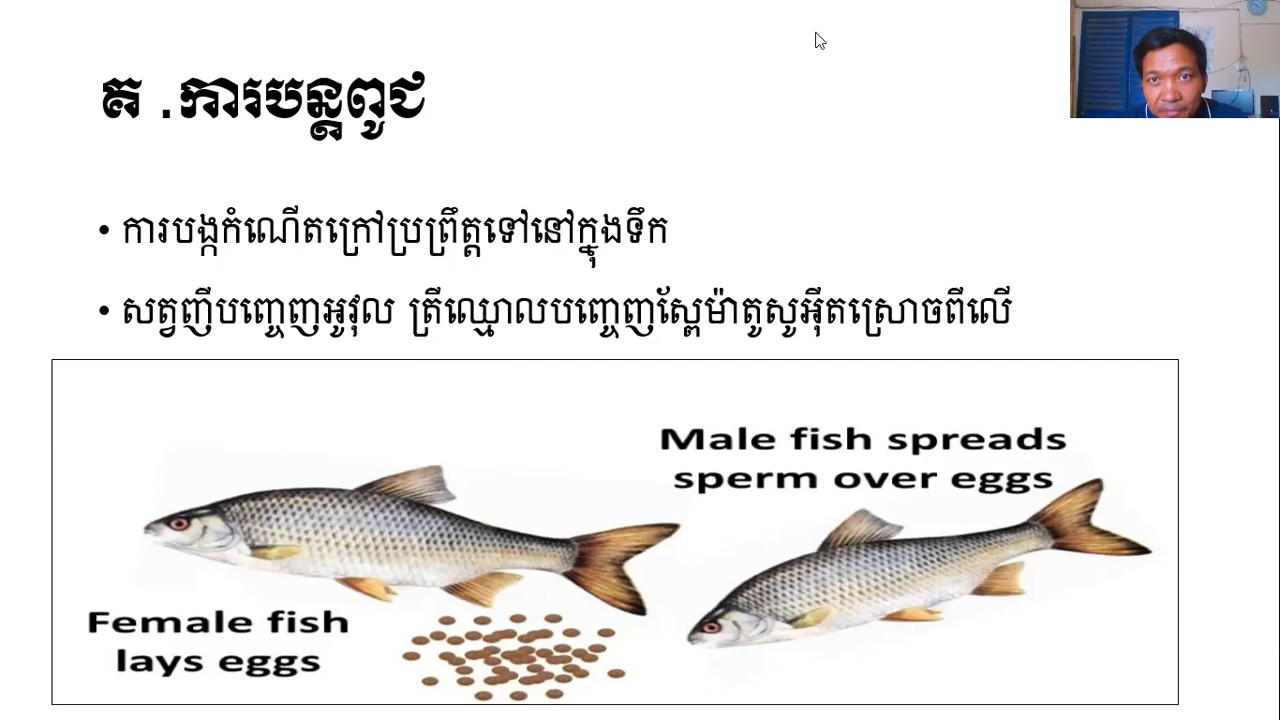 គ .ការបន្តពូជ
• ការបង្កកំណើតក្រៅប្រព្រឹត្តទៅនៅក្នុងទឹក
• សត្វញីបញ្ចេញអូវុល ត្រីឈ្មោលបញ្ចេញស្ពែម៉ាតូសូអ៊ីតស្រោចពីលើ
Male fish spreads
sperm over eggs
Female fish
lays eggs